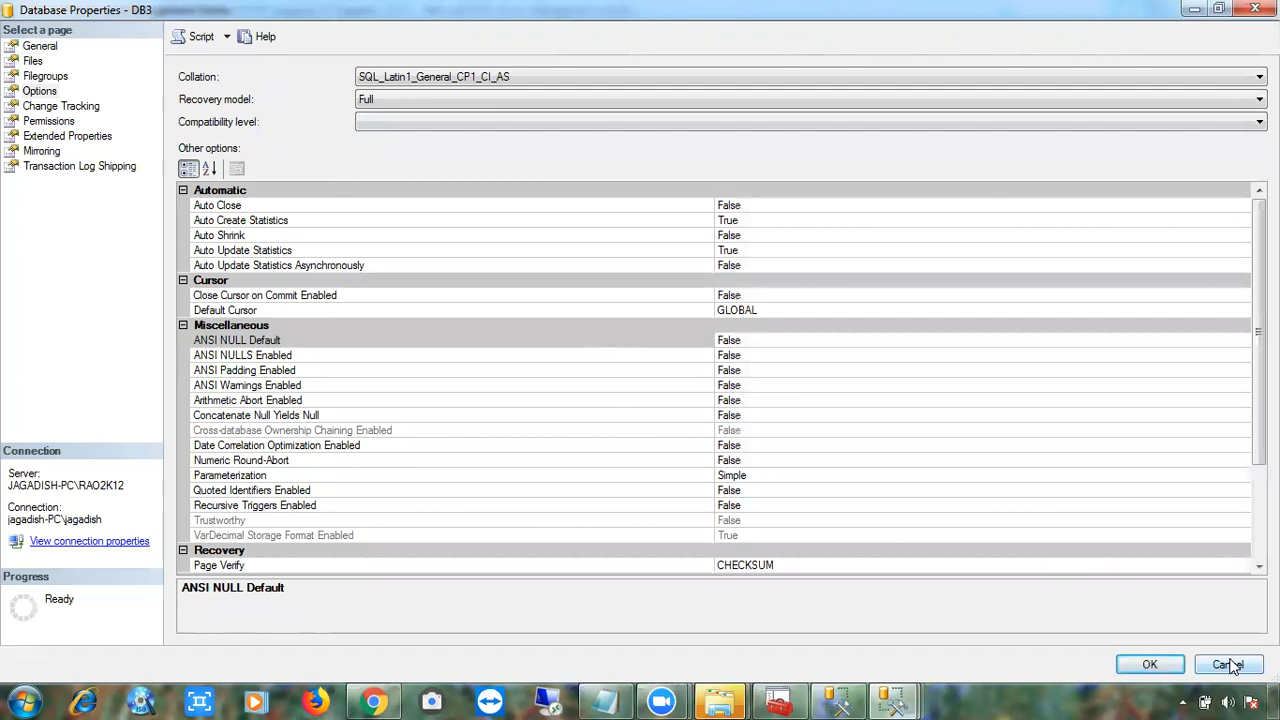 Database Properties - DB3
Select a page
General
Files
Filegroups
Options
Change Tracking
Permissions
Extended Properties
Mirroring
Transaction Log Shipping
Script
Help
Collation:
SQL_Latin1_General_CP1_CI_AS
Recovery model:
Full
Compatibility level:
Other options:
Automatic
Auto Close False
Auto Create Statistics True
Auto Shrink False
Auto Update Statistics True
Auto Update Statistics Asynchronously False
Cursor
Close Cursor on Commit Enabled False
Default Cursor GLOBAL
Miscellaneous
ANSI NULL Default False
ANSI NULLS Enabled False
ANSI Padding Enabled False
ANSI Warnings Enabled False
Arithmetic Abort Enabled False
Concatenate Null Yields Null False
Cross-database Ownership Chaining Enabled False
Date Correlation Optimization Enabled False
Numeric Round-Abort False
Parameterization Simple
Quoted Identifiers Enabled False
Recursive Triggers Enabled False
Trustworthy False
VarDecimal Storage Format Enabled True
Recovery
Page Verify CHECKSUM
ANSI NULL Default
Connection
Server:
JAGADISH-PC\RAO2K12
Connection:
jagadish-PC\jagadish
View connection properties
Progress
Ready
OK
Cancel